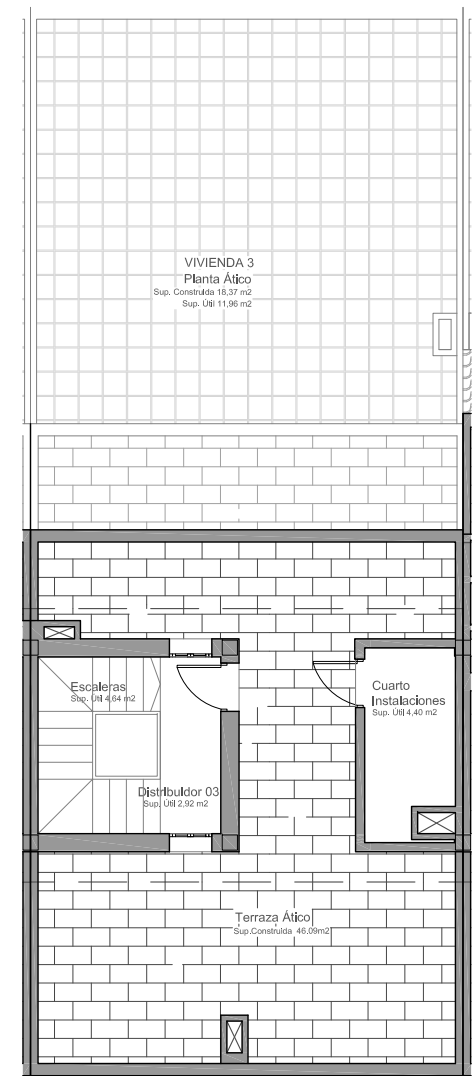 VIVIENDA 3
Planta Ático
Sup. Construida 18,37 m2
Sup. Útil 11,96 m2
Escaleras
Sup. Útil 4,64 m2
Cuarto
Instalaciones
Sup. Útil 4,40 m2
Distribuidor 03
Sup. Útil 2,92 m2
Terraza Ático
Sup.Construida 46,09m2